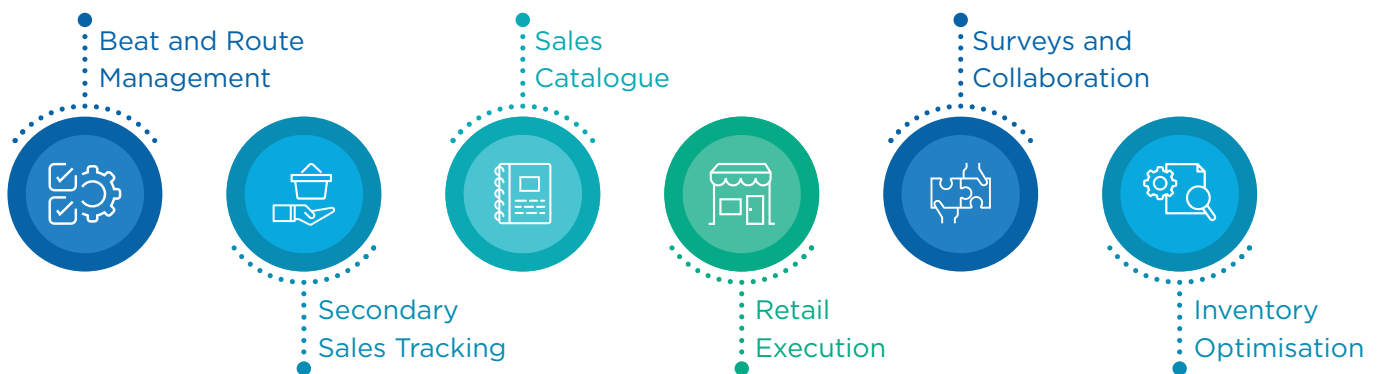 Beat and Route
Management
Secondary
Sales Tracking
Sales
Catalogue
Retail
Execution
Surveys and
Collaboration
Inventory
Optimisation